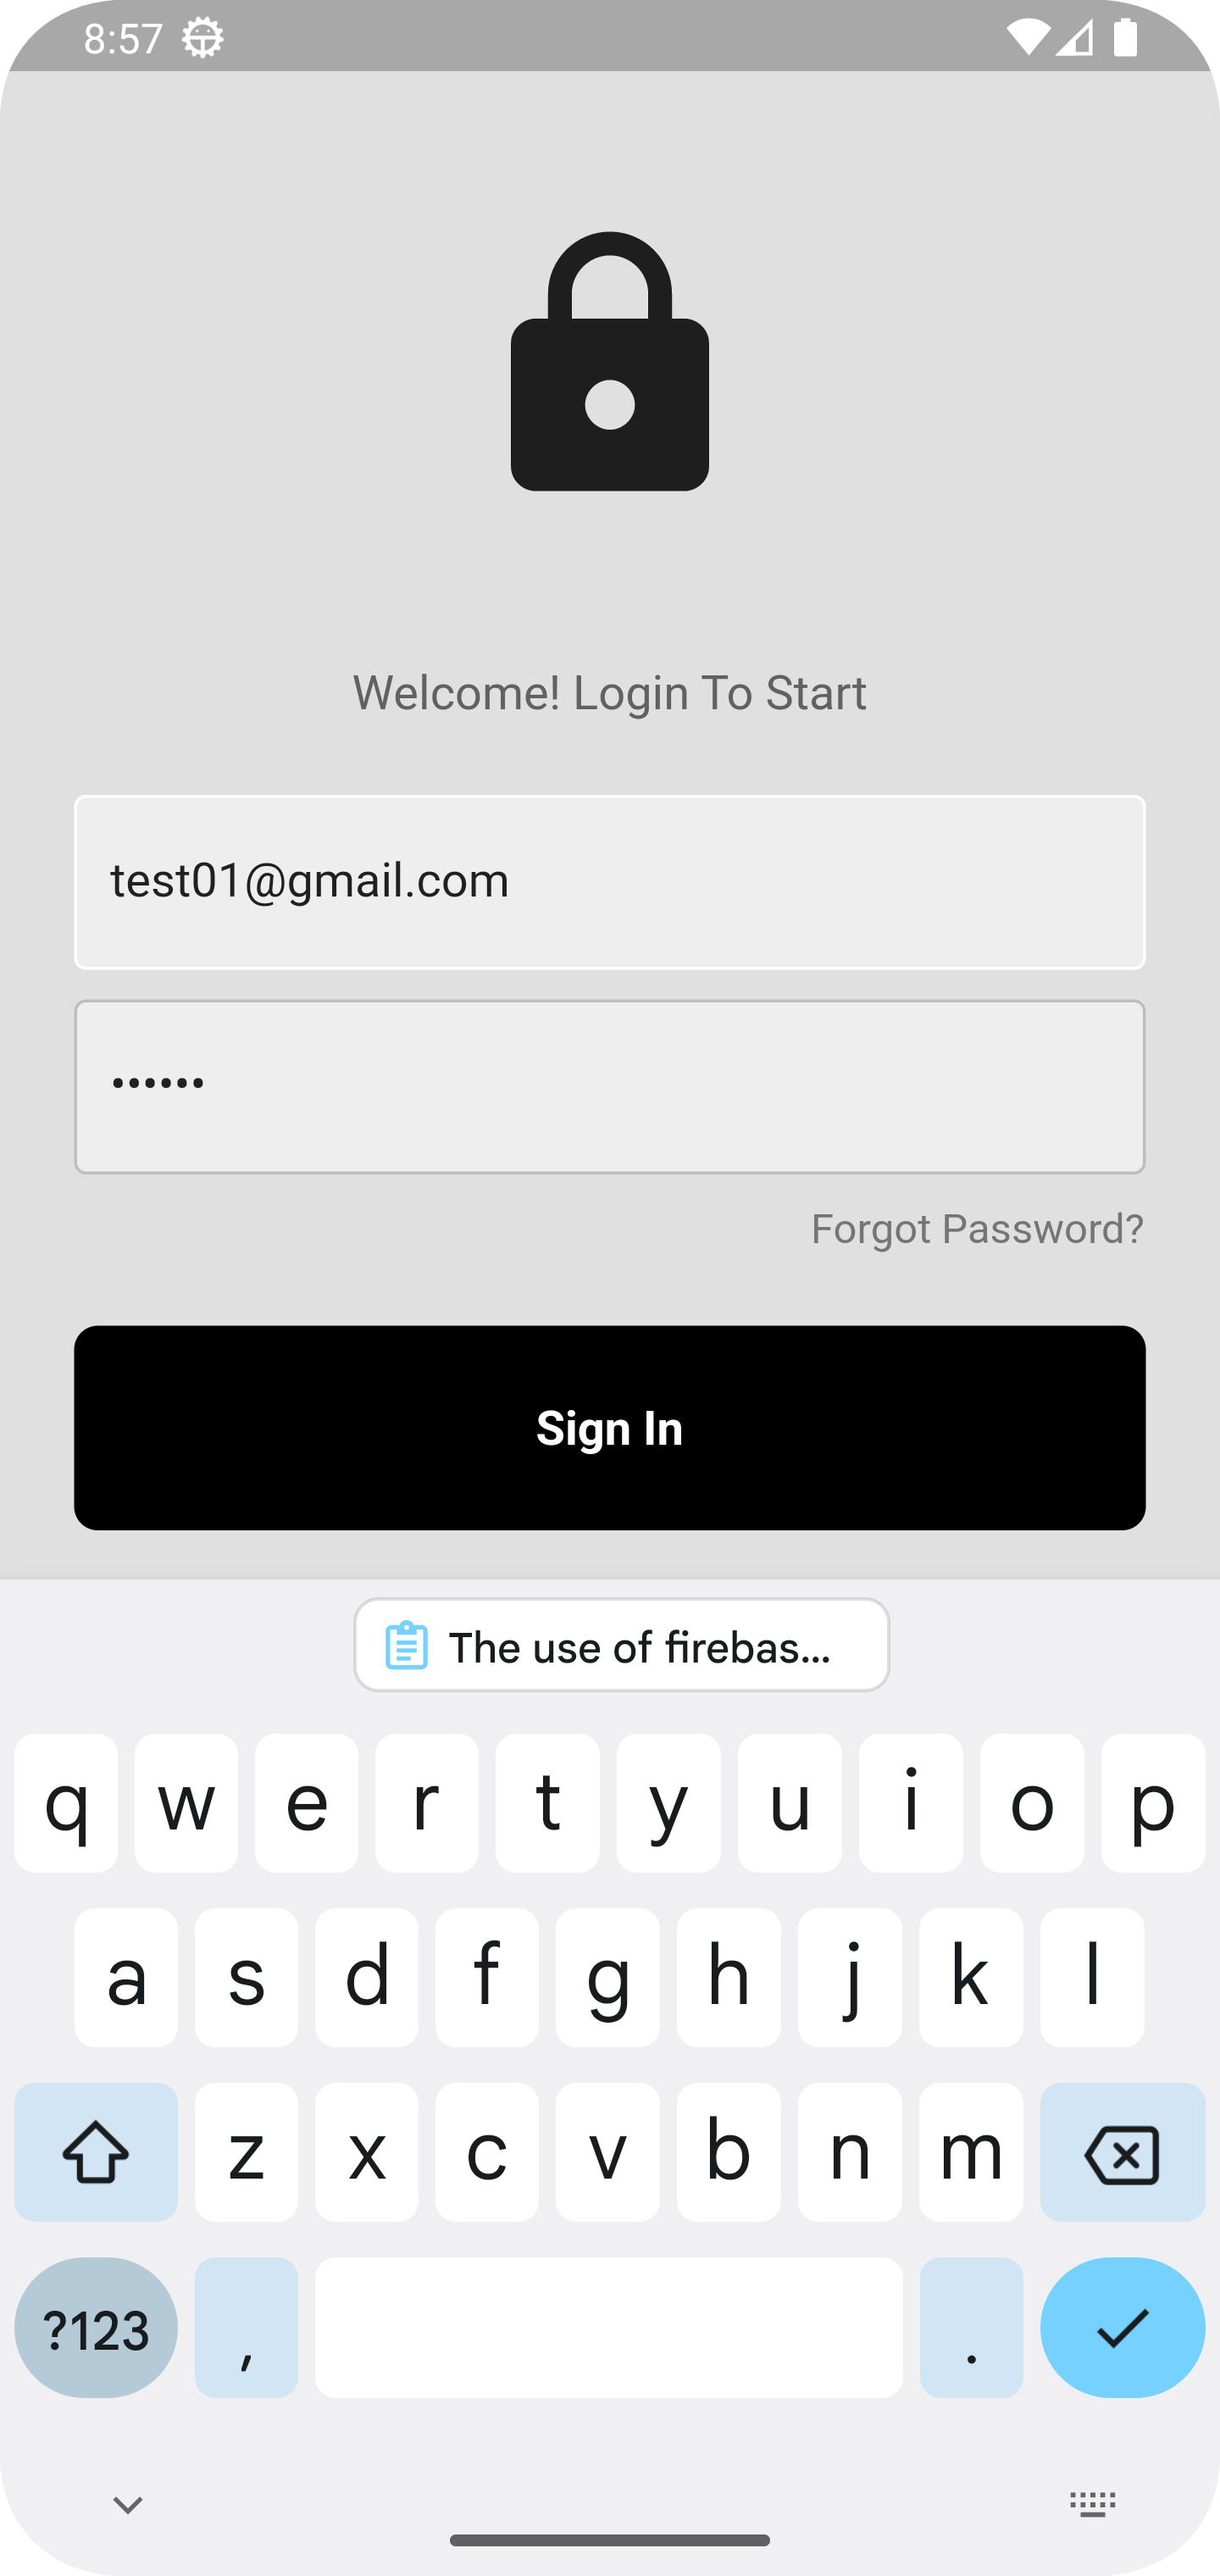 8:57
Welcome! Login To Start
test01@gmail.com
••••••
Forgot Password?
Sign In
The use of firebas...
q w e r t y u i o p
a s d f g h j k l
z x c v b n m
?123 , .